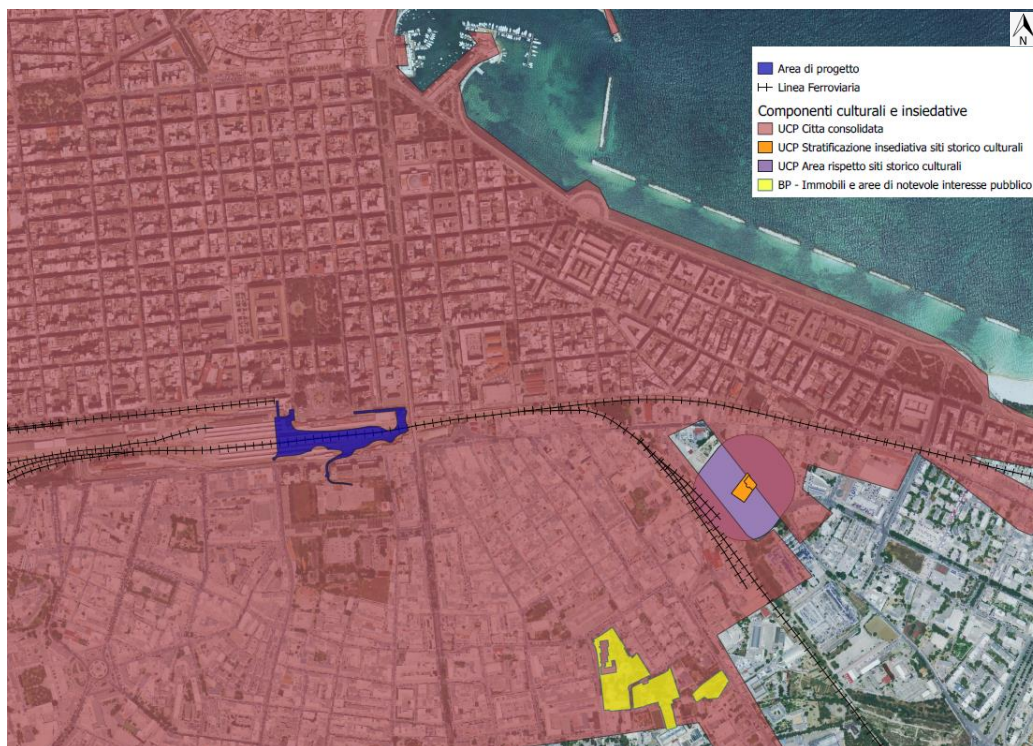 N
Area di progetto
Linea Ferroviaria
Componenti culturali e insiedative
UCP Citta consolidata
UCP Stratificazione insediativa siti storico culturali
UCP Area rispetto siti storico culturali
BP - Immobili e aree di notevole interesse pubblico